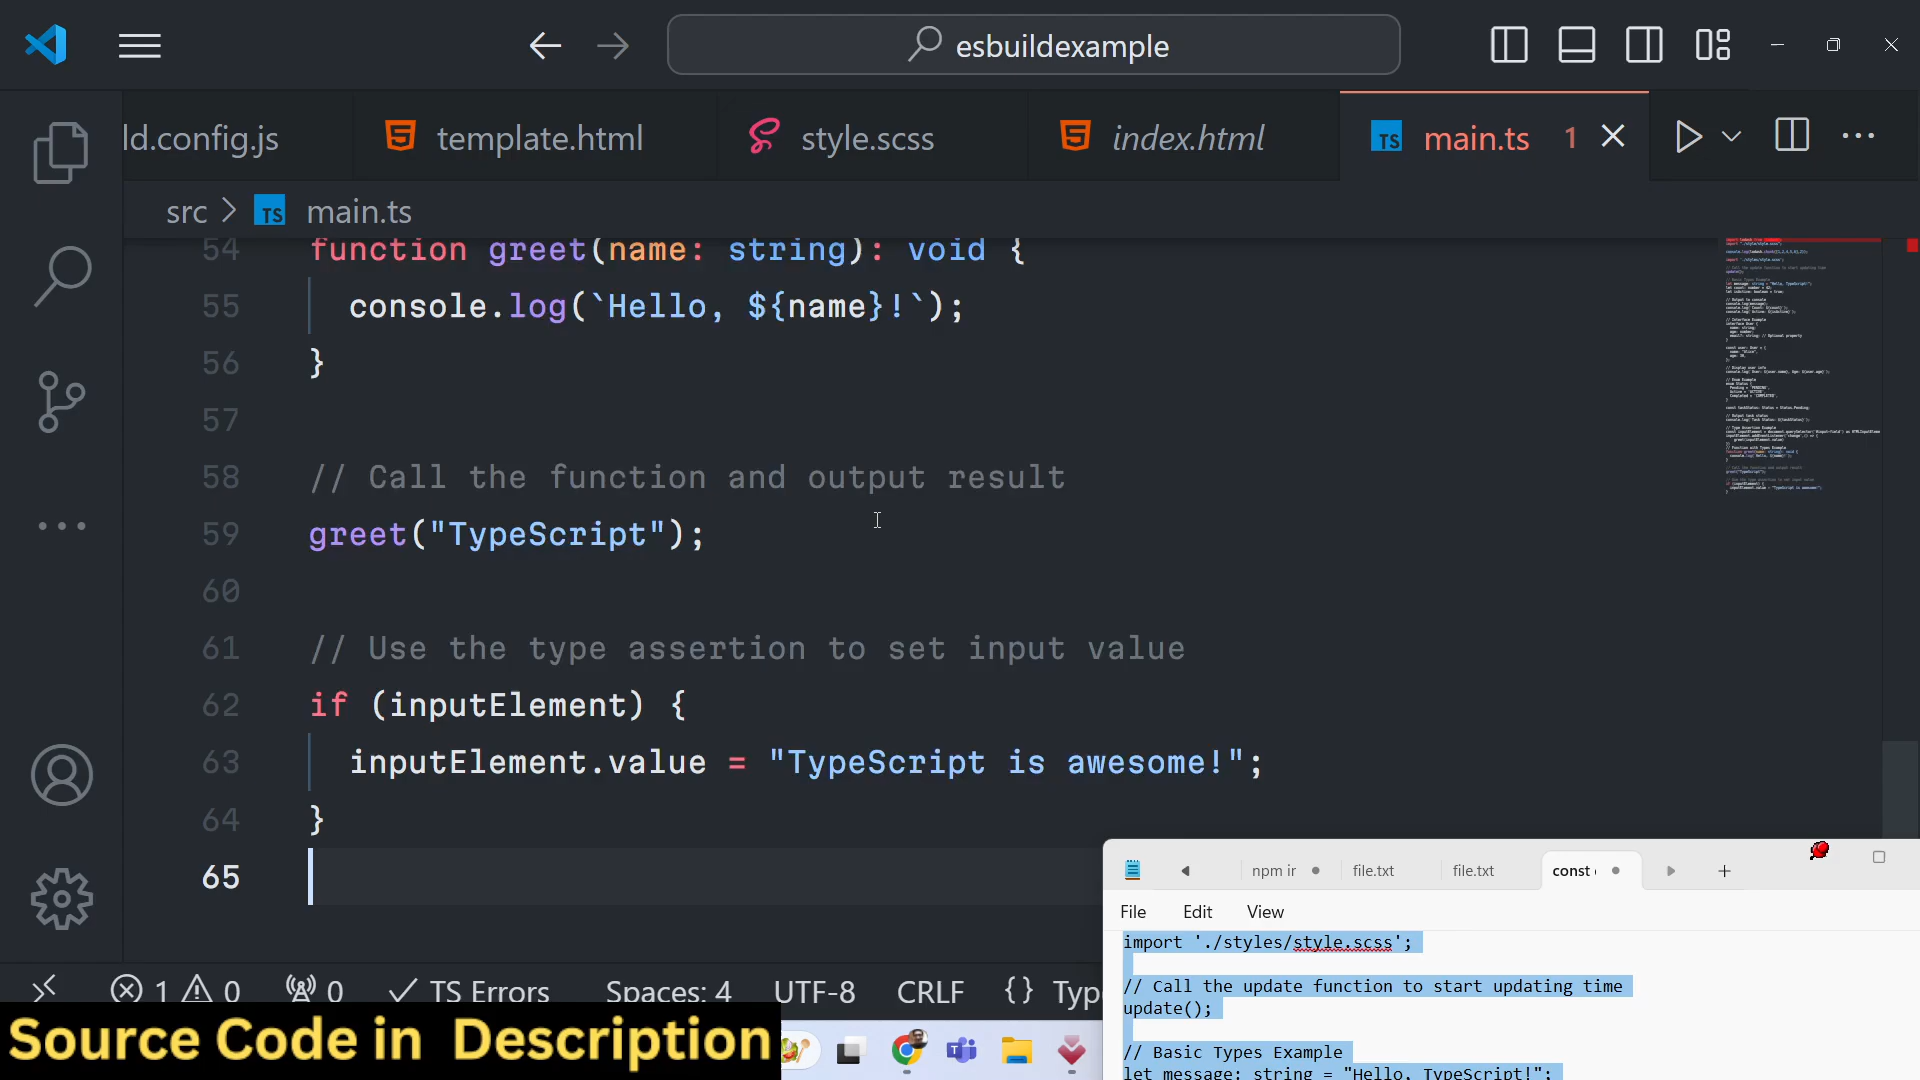 esbuildexample
ld.config.js
template.html
style.scss
index.html
main.ts 1
src > main.ts
54 function greet(name: string): void {
55 console.log(`Hello, ${name}!`);
56 }
57
58 // Call the function and output result
59 greet("TypeScript");
60
61 // Use the type assertion to set input value
62 if (inputElement) {
63 inputElement.value = "TypeScript is awesome!";
64 }
65
1 0 0 TS Errors Spaces: 4 UTF-8 CRLF {} Typ
Source Code in Description
npm ir file.txt file.txt const
File Edit View
import './styles/style.scss';
// Call the update function to start updating time
update();
// Basic Types Example
let message: string = "Hello, TypeScript!";